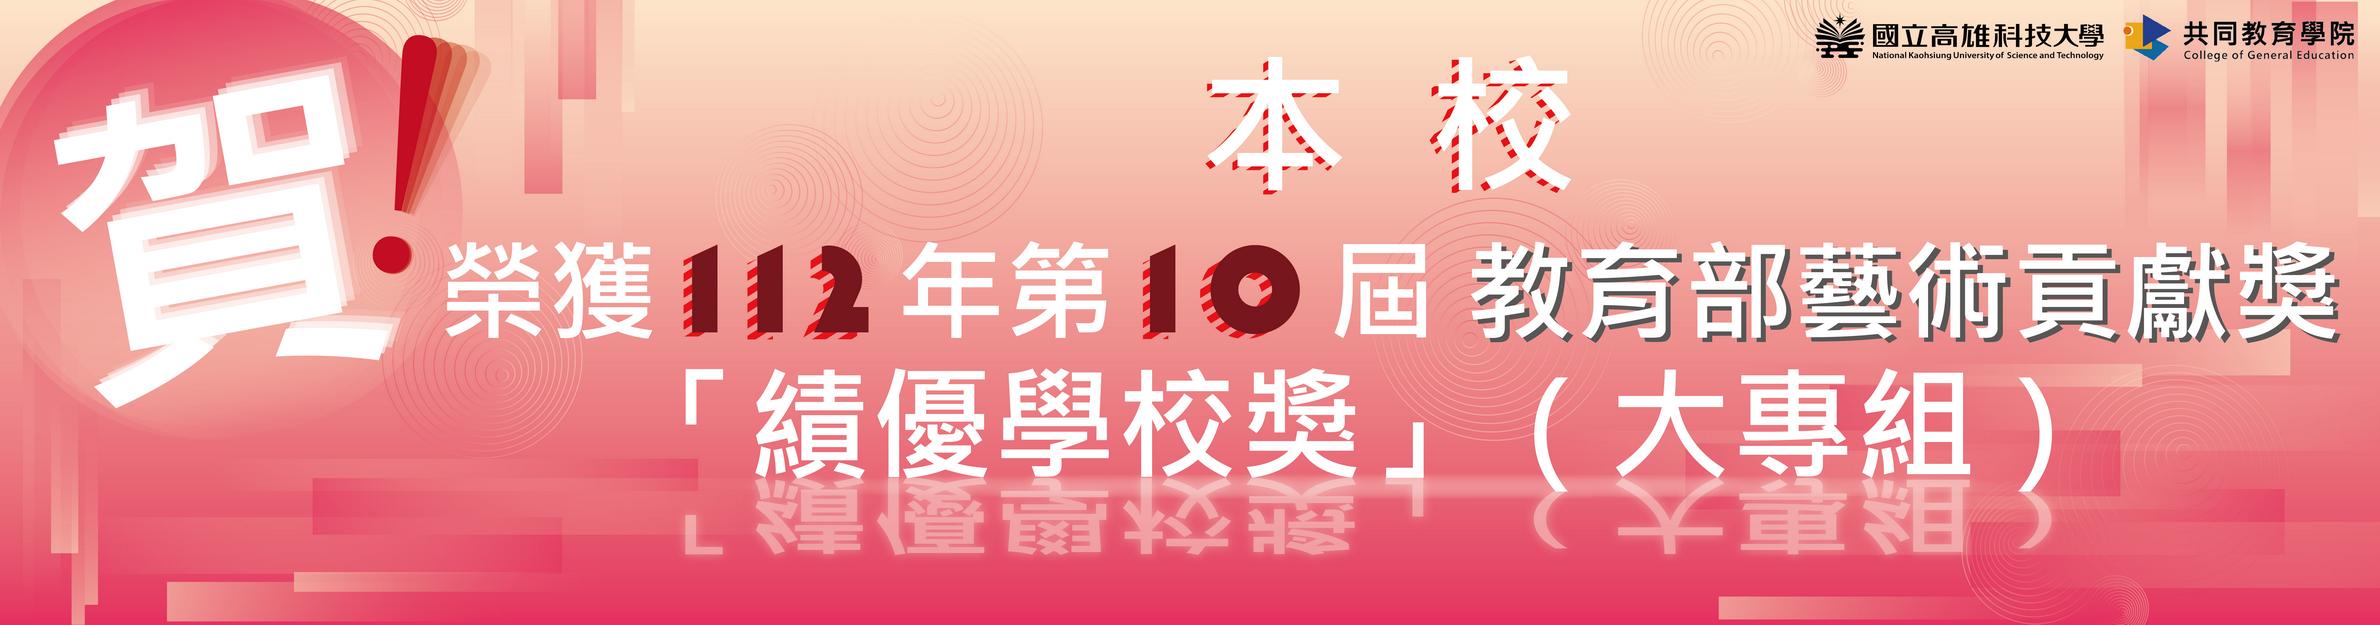 國立高雄科技大學
National Kaohsiung University of Science and Technology
共同教育學院
College of General Education
賀!
本校
榮獲112年第10屆 教育部藝術貢獻獎
「績優學校獎」(大專組)